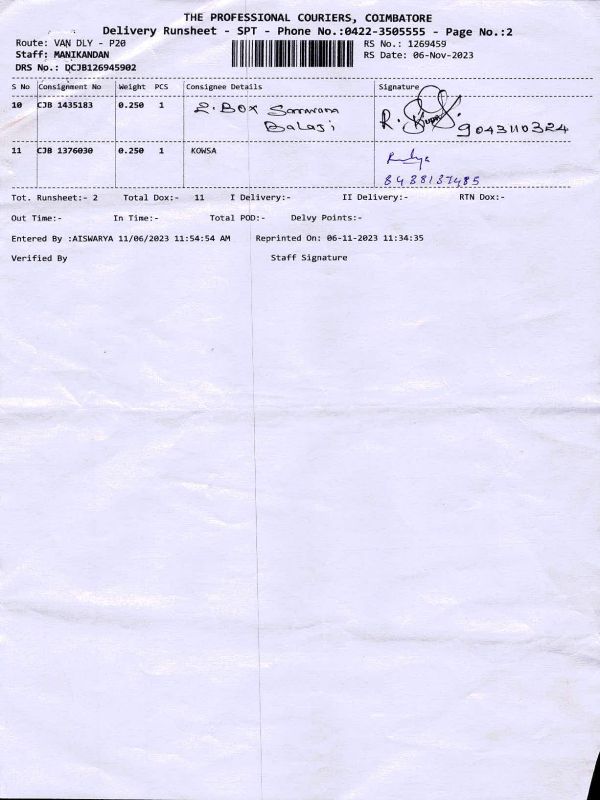 THE PROFESSIONAL COURIERS, COIMBATORE
Delivery Runsheet - SPT - Phone No.:0422-3505555 - Page No.:2
Route: VAN DLY - P20 RS No.: 1269459
Staff: MANIKANDAN RS Date: 06-Nov-2023
DRS No.: DCJB126945902
S No Consignment No Weight PCS Consignee Details Signature
10 CJB 1435183 0.250 1 2. Box Saravana R.
Balaji 9043110324
11 CJB 1376030 0.250 1 KOWSA
8438137485
Tot. Runsheet:- 2 Total Dox:- 11 I Delivery:- II Delivery:- RTN Dox:-
Out Time:- In Time:- Total POD:- Delvy Points:-
Entered By :AISWARYA 11/06/2023 11:54:54 AM Reprinted On: 06-11-2023 11:34:35
Verified By Staff Signature